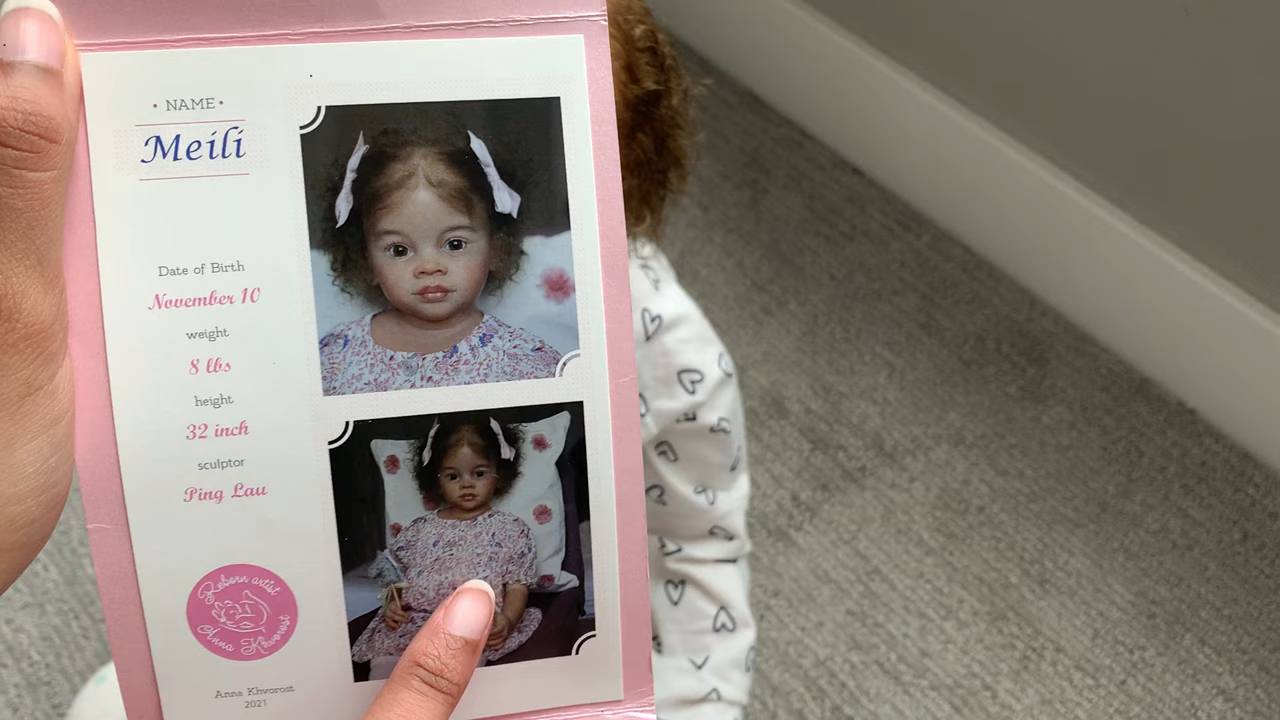 • NAME •
Meili
Date of Birth
November 10
weight
8 lbs
height
32 inch
sculptor
Ping Lau
Reborn artist
Anna Khvorost
Anna Khvorost
2021